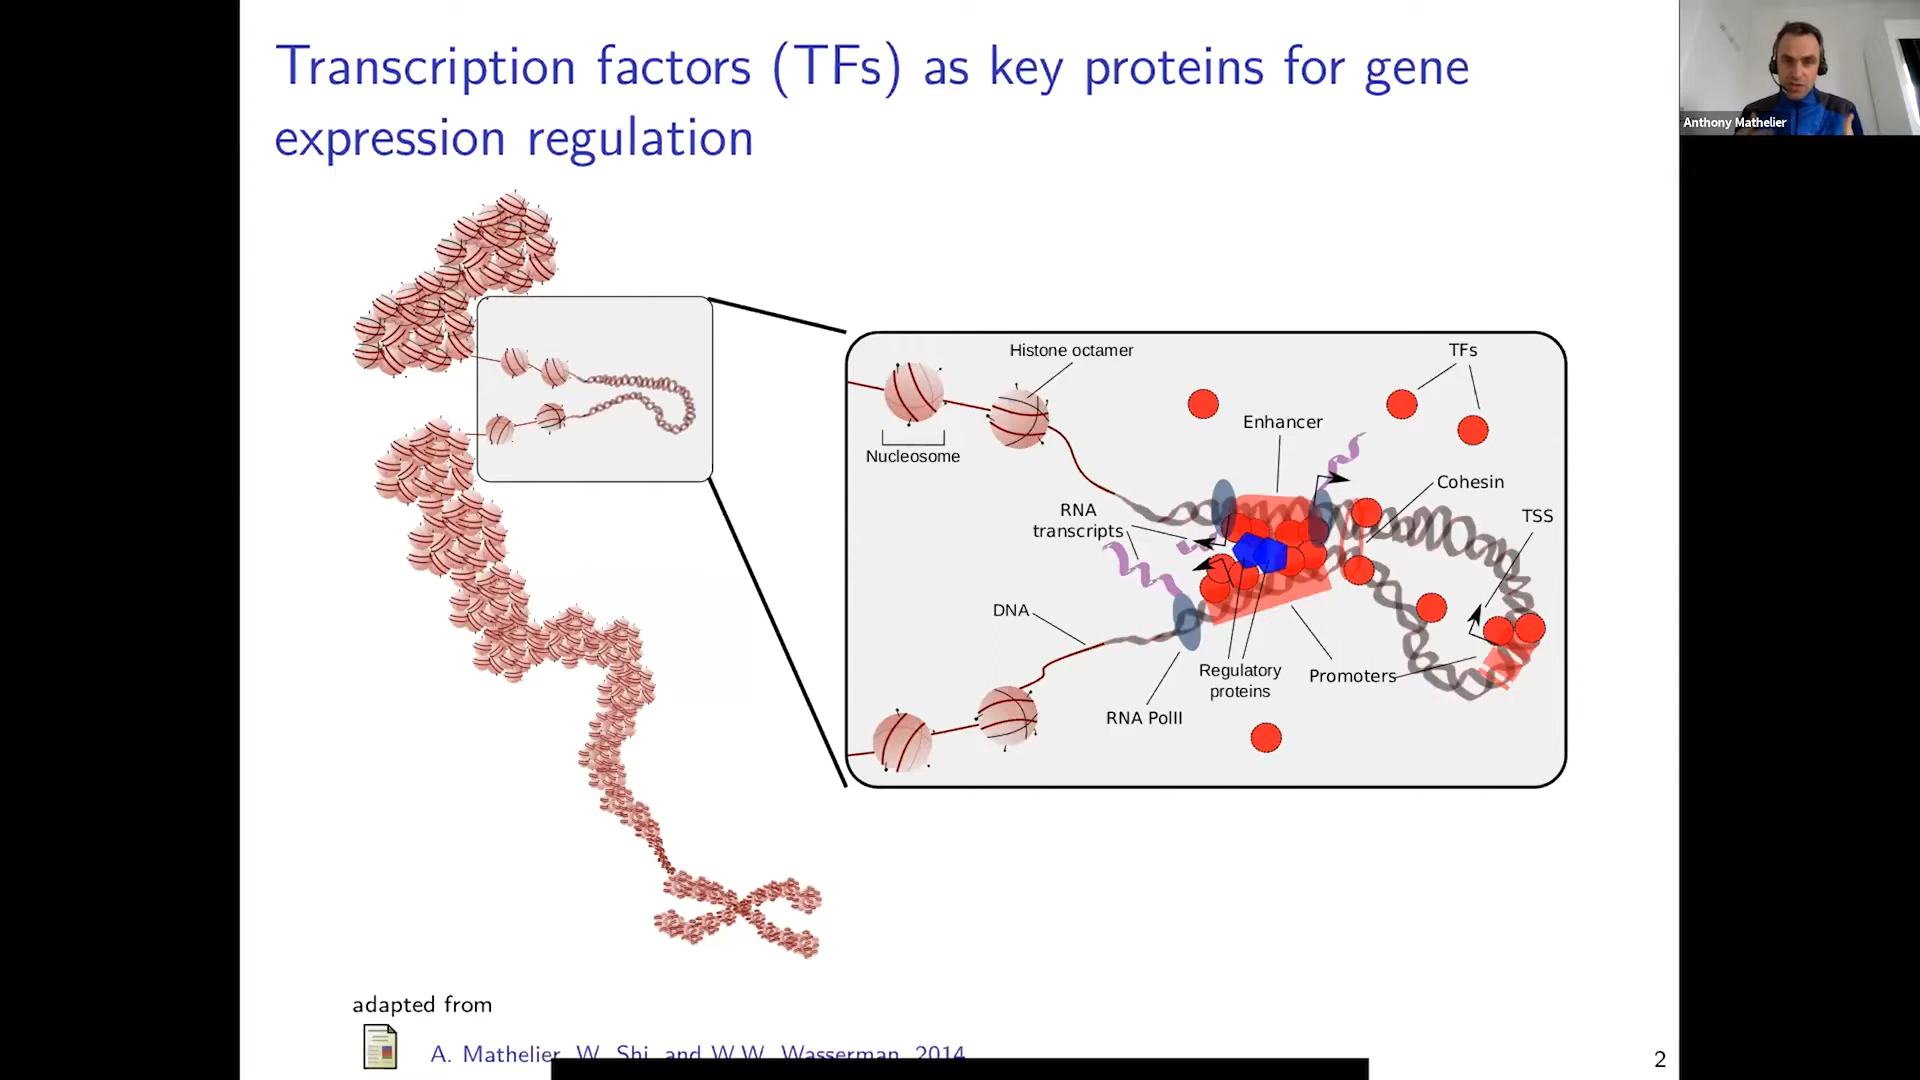 Transcription factors (TFs) as key proteins for gene
expression regulation
Anthony Mathelier
Histone octamer
TFs
Enhancer
Nucleosome
Cohesin
RNA
transcripts
TSS
DNA
Regulatory
proteins
Promoters
RNA PolII
adapted from
A. Mathelier, W. Shi, and W.W. Wasserman, 2014
2